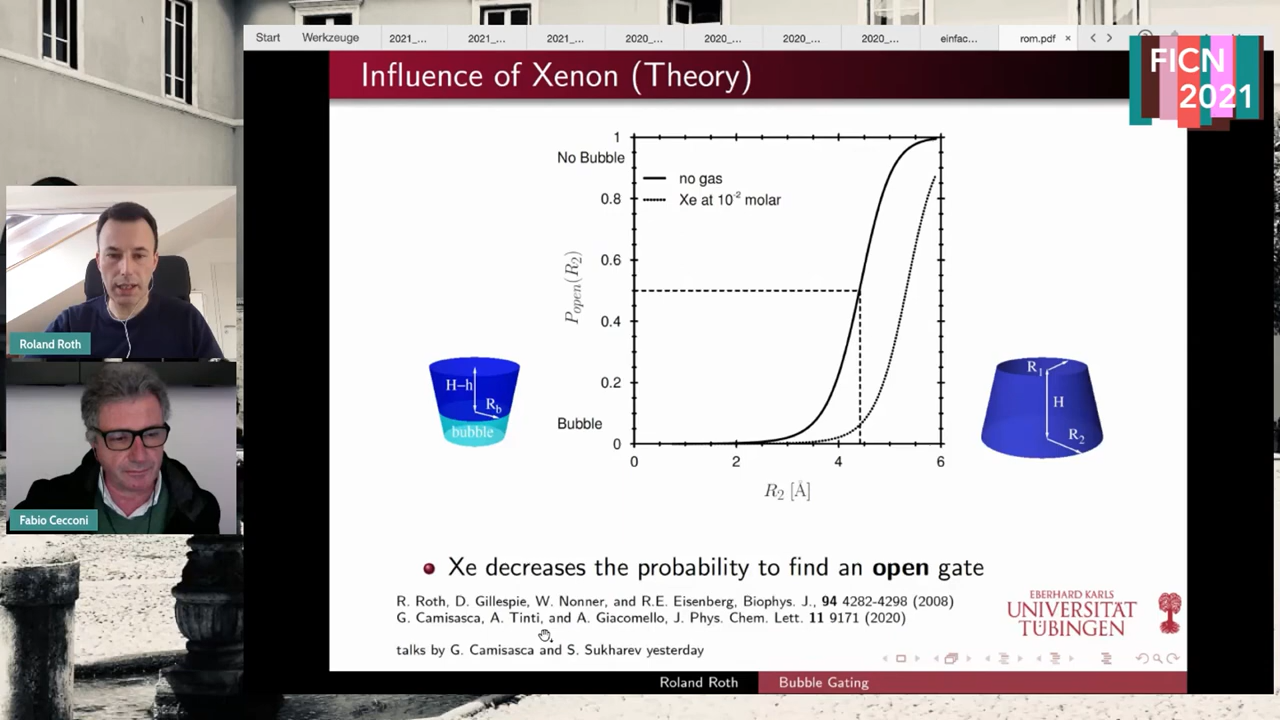 Start Werkzeuge 2021_... 2021_... 2021_... 2020_... 2020_... 2020_... 2020_... einfac... rom.pdf ×
FICN
2021
Influence of Xenon (Theory)
1
No Bubble
no gas
Xe at 10⁻² molar
0.8
0.6
0.4
0.2
Bubble
0
P_open(R₂)
0 2 4 6
R₂ [Å]
H−h
R_b
bubble
R₁
H
R₂
Roland Roth
Fabio Cecconi
Xe decreases the probability to find an open gate
R. Roth, D. Gillespie, W. Nonner, and R.E. Eisenberg, Biophys. J., 94 4282-4298 (2008)
G. Camisasca, A. Tinti, and A. Giacomello, J. Phys. Chem. Lett. 11 9171 (2020)
talks by G. Camisasca and S. Sukharev yesterday
EBERHARD KARLS
UNIVERSITÄT
TÜBINGEN
Roland Roth Bubble Gating